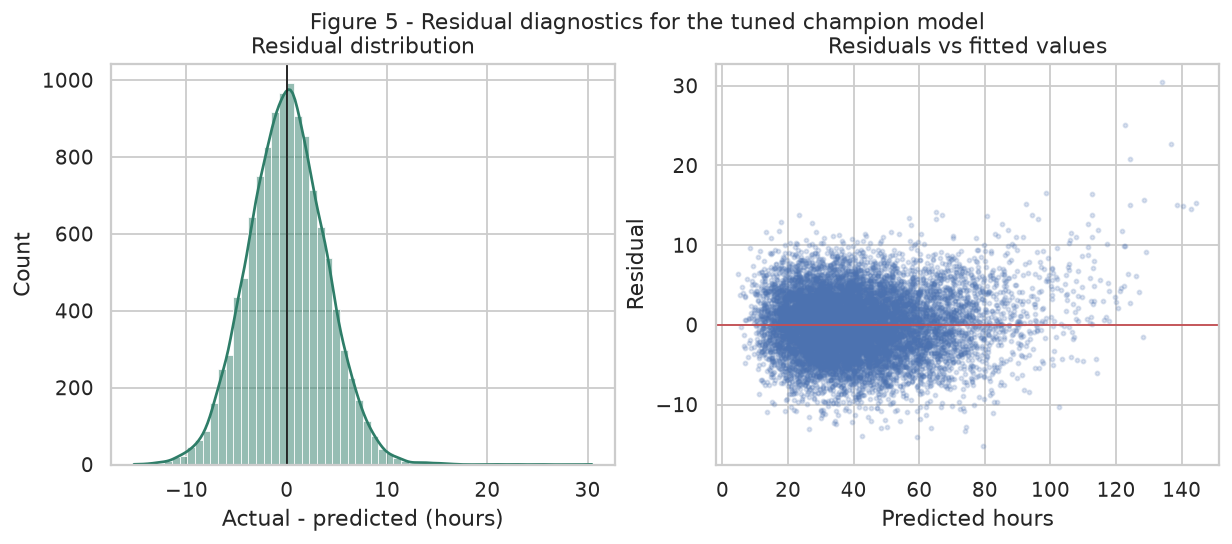 Figure 5 - Residual diagnostics for the tuned champion model
Residual distribution
Count
1000
800
600
400
200
0
−10 0 10 20 30
Actual - predicted (hours)
Residuals vs fitted values
Residual
30
20
10
0
−10
0 20 40 60 80 100 120 140
Predicted hours